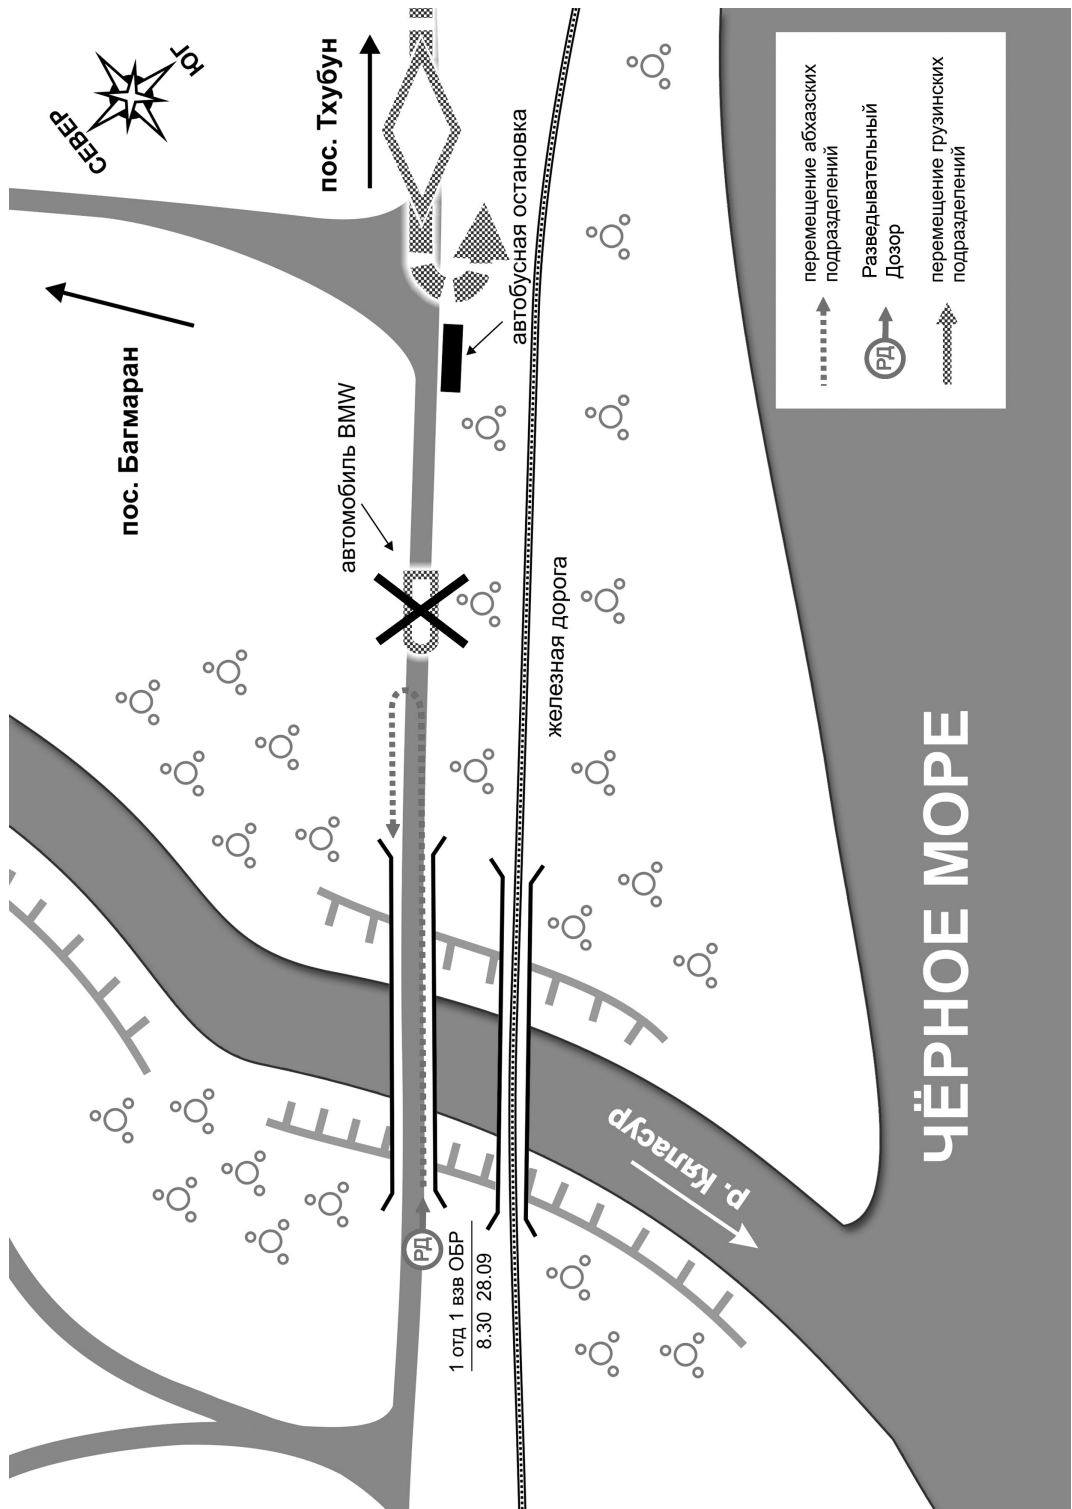 СЕВЕР
ЮГ
пос. Тхубун
пос. Багмаран
автобусная остановка
автомобиль BMW
железная дорога
РД
1 отд 1 взв ОБР
8.30 28.09
р. Кяласур
ЧЁРНОЕ МОРЕ
перемещение абхазских
подразделений
РД
Разведывательный
Дозор
перемещение грузинских
подразделений